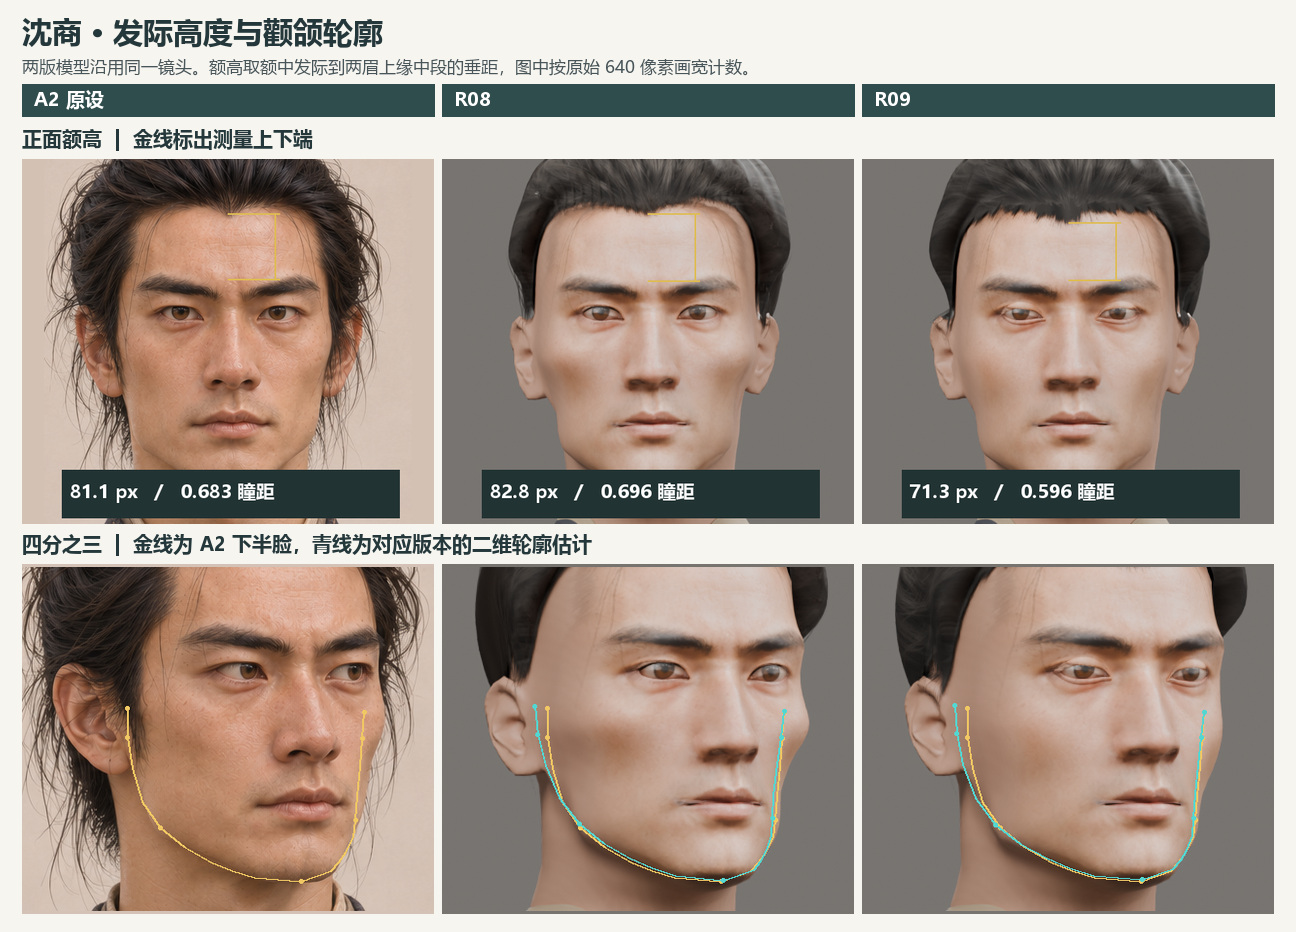 沈商 • 发际高度与颧颌轮廓
两版模型沿用同一镜头。额高取额中发际到两眉上缘中段的垂距，图中按原始 640 像素画宽计数。
A2 原设
R08
R09
正面额高 | 金线标出测量上下端
81.1 px / 0.683 瞳距
82.8 px / 0.696 瞳距
71.3 px / 0.596 瞳距
四分之三 | 金线为 A2 下半脸，青线为对应版本的二维轮廓估计